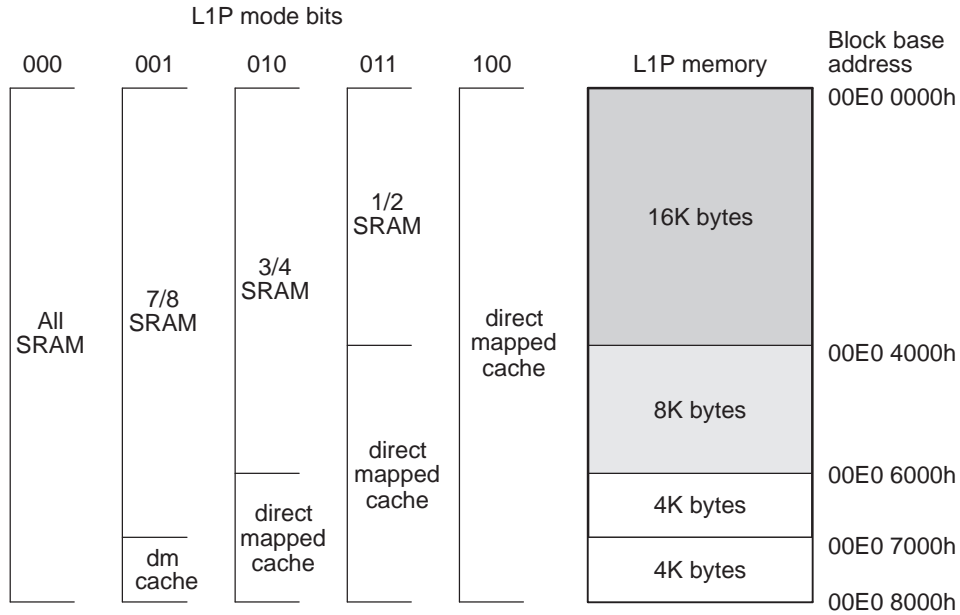 L1P mode bits
000
001
010
011
100
L1P memory
Block base
address
00E0 0000h
All
SRAM
7/8
SRAM
dm
cache
3/4
SRAM
direct
mapped
cache
1/2
SRAM
direct
mapped
cache
direct
mapped
cache
16K bytes
00E0 4000h
8K bytes
00E0 6000h
4K bytes
00E0 7000h
4K bytes
00E0 8000h